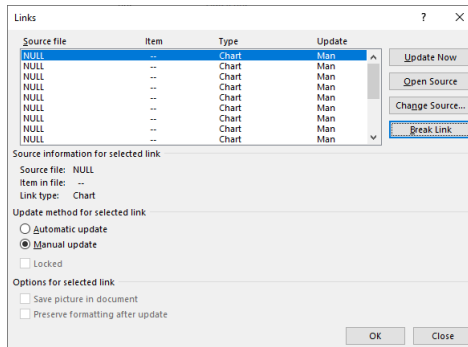 Links ? ×
Source file Item Type Update
NULL -- Chart Man
NULL -- Chart Man
NULL -- Chart Man
NULL -- Chart Man
NULL -- Chart Man
NULL -- Chart Man
NULL -- Chart Man
NULL -- Chart Man
NULL -- Chart Man
Update Now
Open Source
Change Source...
Break Link
Source information for selected link
Source file: NULL
Item in file: --
Link type: Chart
Update method for selected link
Automatic update
Manual update
Locked
Options for selected link
Save picture in document
Preserve formatting after update
OK Close